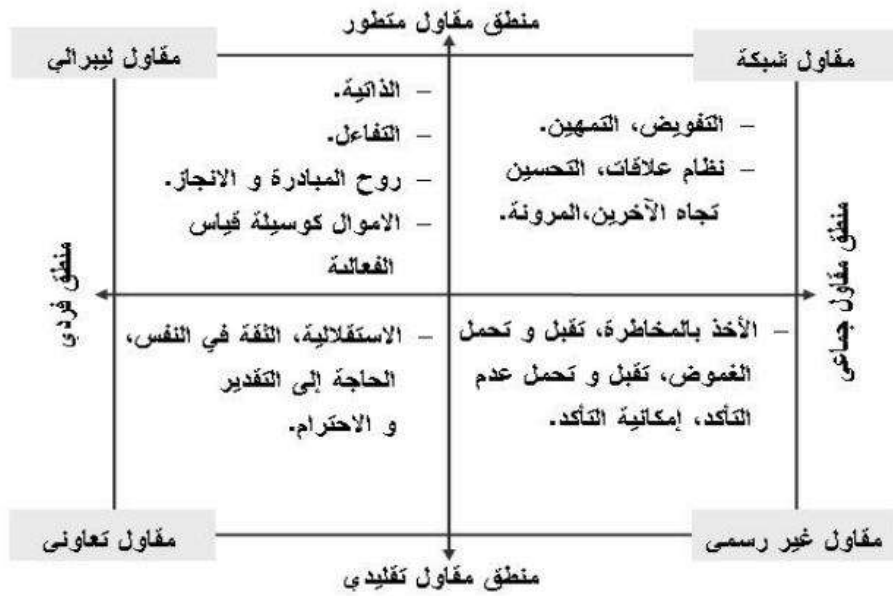 منطق مقاول متطور
مقاول شبكة
مقاول ليبرالي
– التفويض، التمهين.
– نظام علاقات، التحسين
تجاه الآخرين،المرونة.
– الذاتية.
– التفاءل.
– روح المبادرة و الانجاز.
– الاموال كوسيلة قياس
الفعالية
منطق مقاول جماعي
منطق فردي
– الأخذ بالمخاطرة، تقبل و تحمل
الغموض، تقبل و تحمل عدم
التأكد، إمكانية التأكد.
– الاستقلالية، الثقة في النفس،
الحاجة إلى التقدير
و الاحترام.
مقاول غير رسمي
مقاول تعاوني
منطق مقاول تقليدي